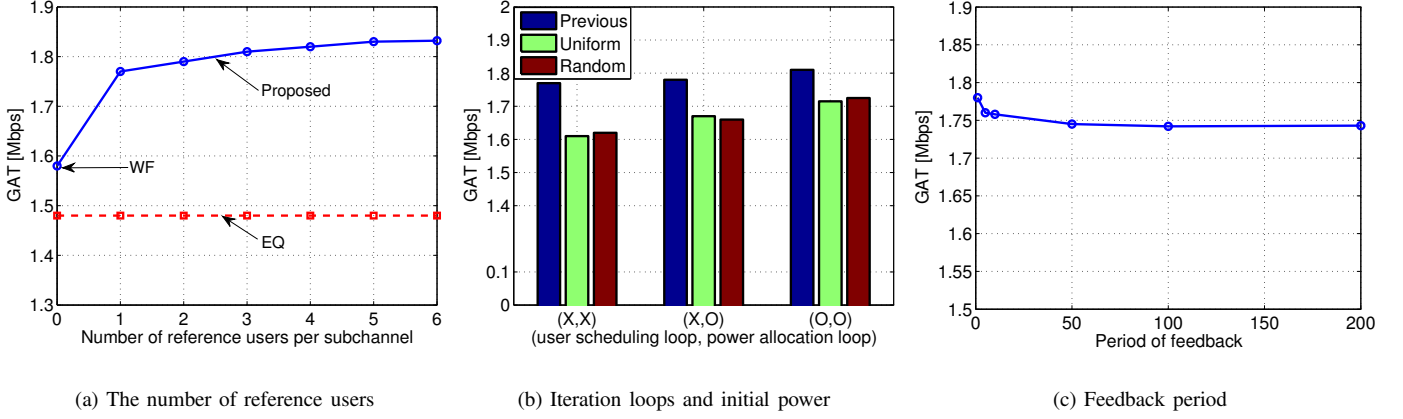 1.9
1.8
1.7
1.6
1.5
1.4
1.3
GAT [Mbps]
Proposed
WF
EQ
0 1 2 3 4 5 6
Number of reference users per subchannel
(a) The number of reference users
2
1.9
1.8
1.7
1.6
1.5
1.4
0.1
0
GAT [Mbps]
Previous
Uniform
Random
(X,X) (X,O) (O,O)
(user scheduling loop, power allocation loop)
(b) Iteration loops and initial power
1.9
1.85
1.8
1.75
1.7
1.65
1.6
1.55
1.5
GAT [Mbps]
0 50 100 150 200
Period of feedback
(c) Feedback period